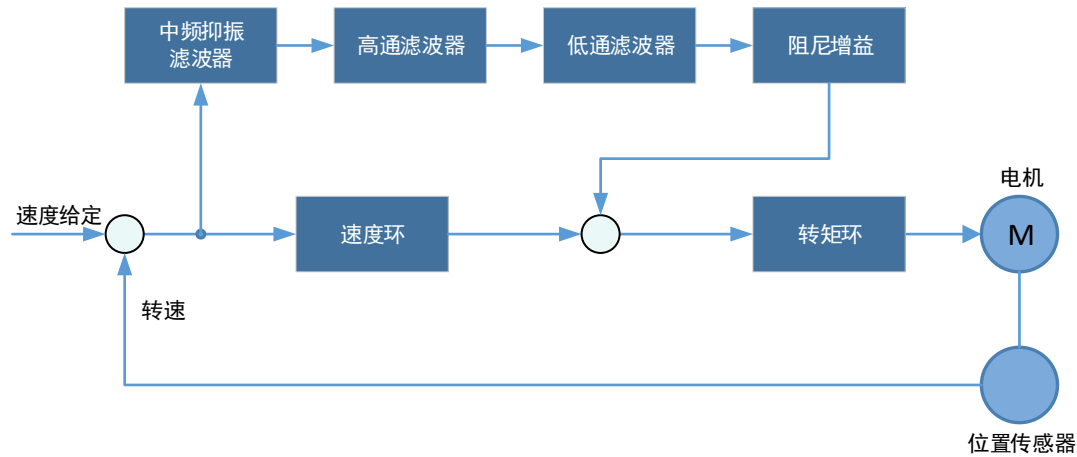 中频抑振
滤波器
高通滤波器
低通滤波器
阻尼增益
速度给定
速度环
转矩环
电机
M
转速
位置传感器